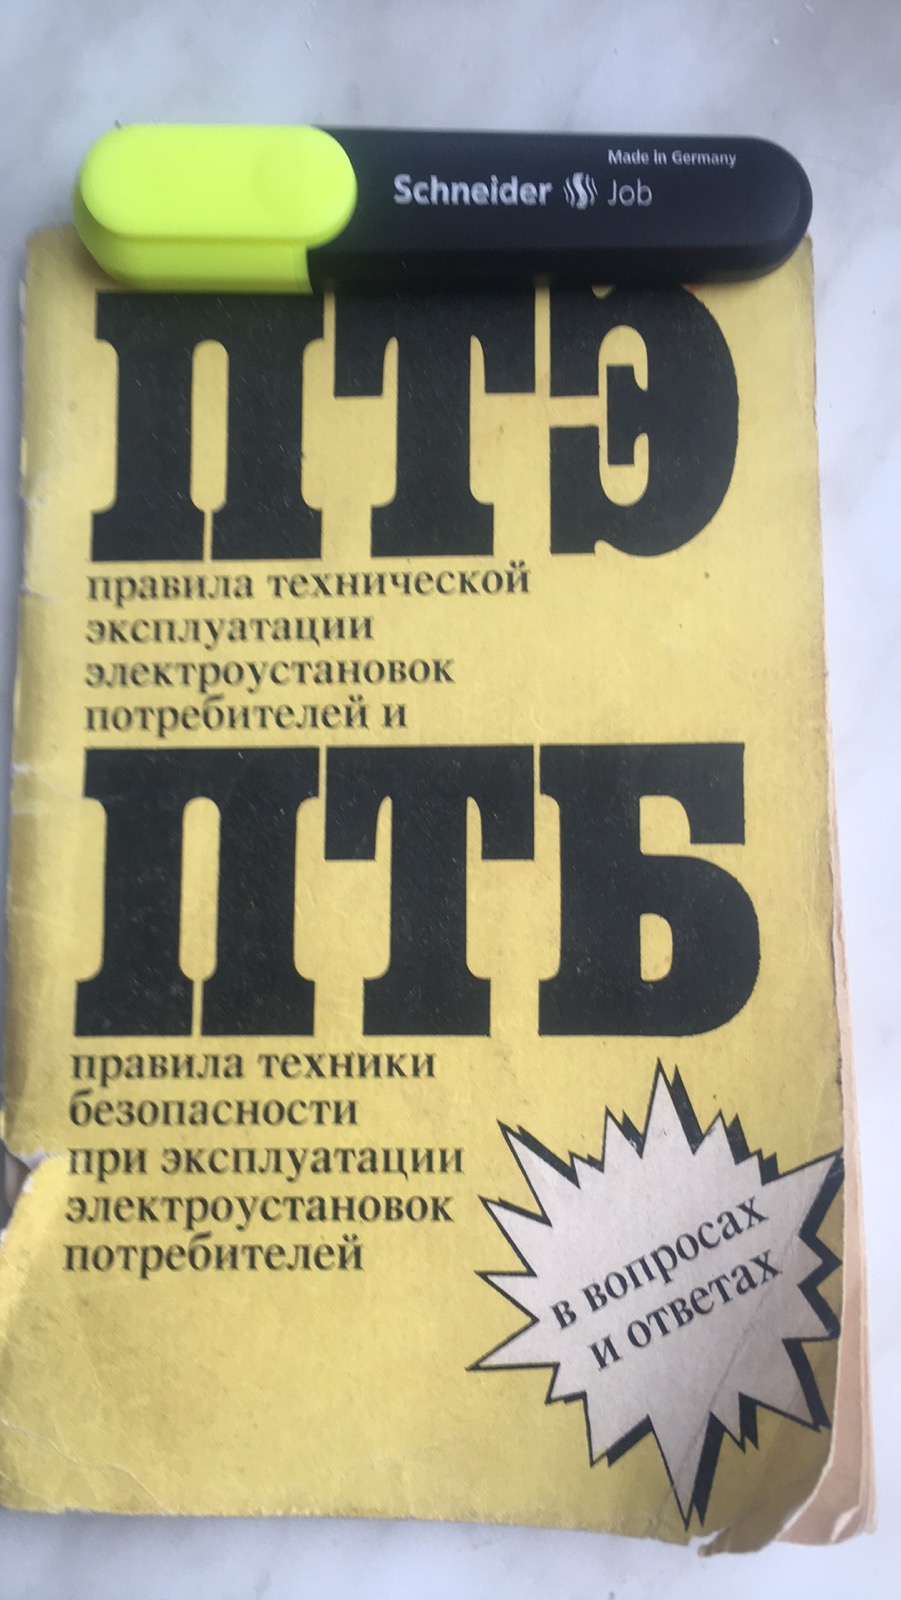 Made in Germany
Schneider Job
ПТЭ
правила технической
эксплуатации
электроустановок
потребителей и
ПТБ
правила техники
безопасности
при эксплуатации
электроустановок
потребителей
в вопросах
и ответах